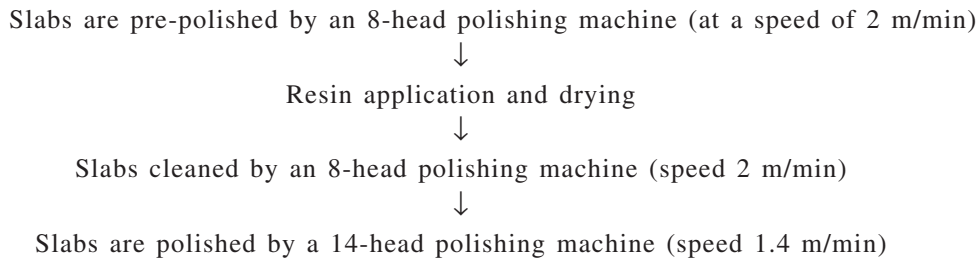 Slabs are pre-polished by an 8-head polishing machine (at a speed of 2 m/min)
↓
Resin application and drying
↓
Slabs cleaned by an 8-head polishing machine (speed 2 m/min)
↓
Slabs are polished by a 14-head polishing machine (speed 1.4 m/min)